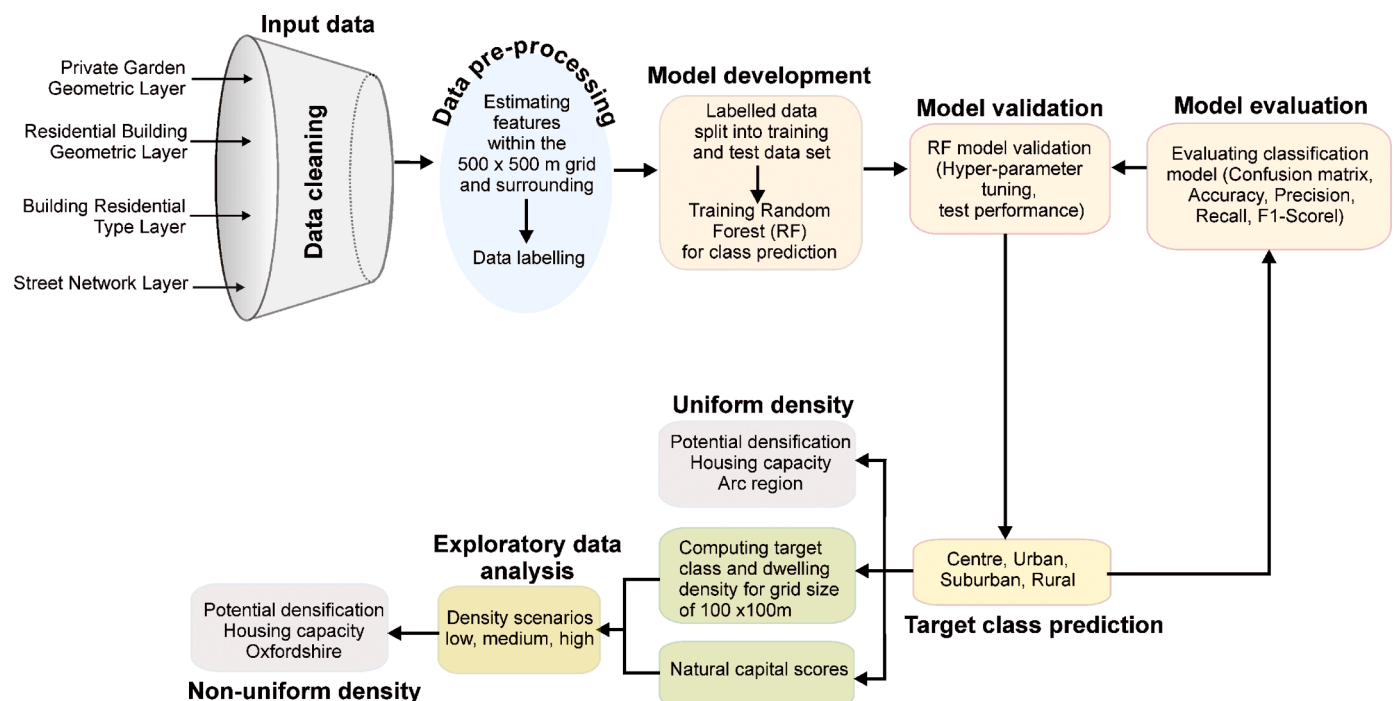 Input data
Private Garden
Geometric Layer
Residential Building
Geometric Layer
Building Residential
Type Layer
Street Network Layer
Data cleaning
Data pre-processing
Estimating
features
within the
500 x 500 m grid
and surrounding
Data labelling
Model development
Labelled data
split into training
and test data set
Training Random
Forest (RF)
for class prediction
Model validation
RF model validation
(Hyper-parameter
tuning,
test performance)
Model evaluation
Evaluating classification
model (Confusion matrix,
Accuracy, Precision,
Recall, F1-Scorel)
Uniform density
Potential densification
Housing capacity
Arc region
Computing target
class and dwelling
density for grid size
of 100 x100m
Natural capital scores
Centre, Urban,
Suburban, Rural
Target class prediction
Exploratory data
analysis
Density scenarios
low, medium, high
Potential densification
Housing capacity
Oxfordshire
Non-uniform density